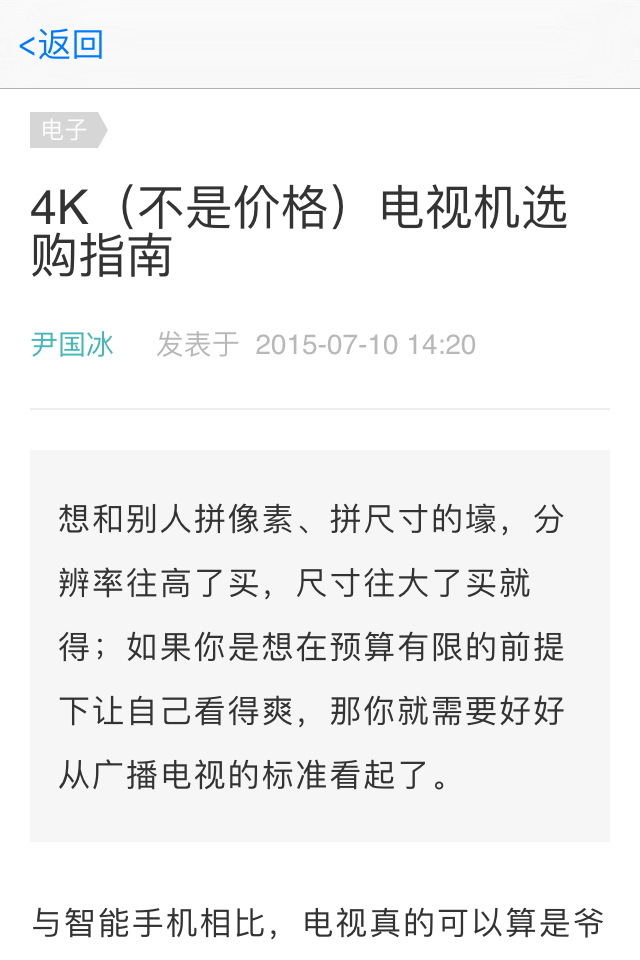 <返回
电子
4K（不是价格）电视机选
购指南
尹国冰 发表于 2015-07-10 14:20
想和别人拼像素、拼尺寸的壕，分
辨率往高了买，尺寸往大了买就
得；如果你是想在预算有限的前提
下让自己看得爽，那你就需要好好
从广播电视的标准看起了。
与智能手机相比，电视真的可以算是爷